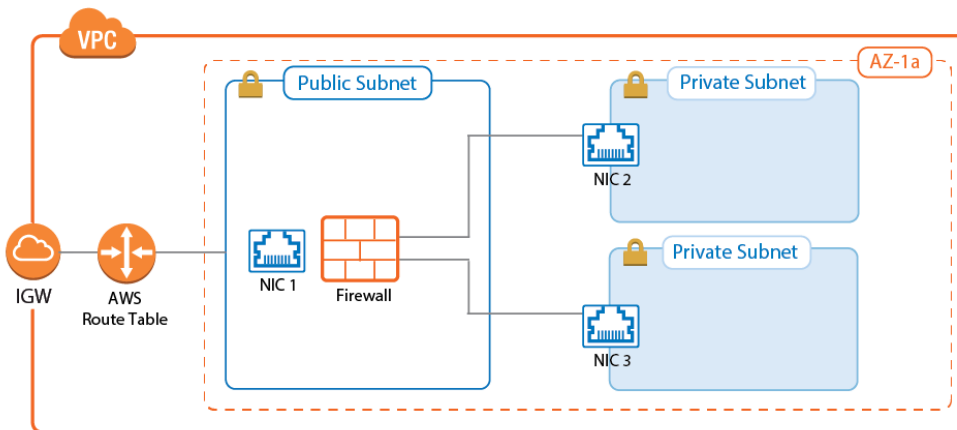 VPC
AZ-1a
Public Subnet
Private Subnet
NIC 2
Private Subnet
NIC 1
Firewall
IGW
AWS
Route Table
NIC 3